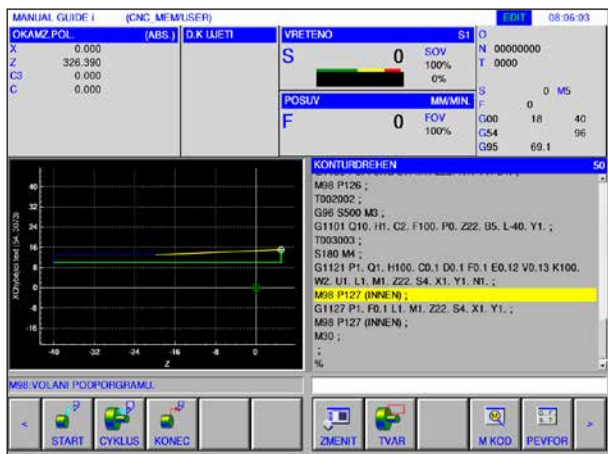 MANUAL GUIDE i (CNC_MEM/USER) EDIT 08:06:03
OKAMZ.POL. (ABS.)
X 0.000
Z 326.390
C3 0.000
C 0.000
D.K UJETI
VRETENO S1
S 0 SOV
100%
0%
POSUV MM/MIN.
F 0 FOV
100%
O
N 00000000
T 0000
S 0 M5
F 0
G00 18 40
G54 96
G95 69.1
40
32
24
16
8
0
-8
-16
-40 -32 -24 -16 -8 0
Z
KONTURDREHEN 50
M98 P126 ;
T002002 ;
G96 S500 M3 ;
G1101 Q10. H1. C2. F100. P0. Z22. B5. L-40. Y1. ;
T003003 ;
S180 M4 ;
G1121 P1. Q1. H100. C0.1 D0.1 F0.1 E0.12 V0.13 K100.
W2. U1. L1. M1. Z22. S4. X1. Y1. N1. ;
M98 P127 (INNEN) ;
G1127 P1. F0.1 L1. M1. Z22. S4. X1. Y1. ;
M98 P127 (INNEN) ;
M30 ;
;
%
M98:VOLANI PODPORHGRAMU.
< START CYKLUS KONEC ZMENIT TVAR M KOD PEVFOR >